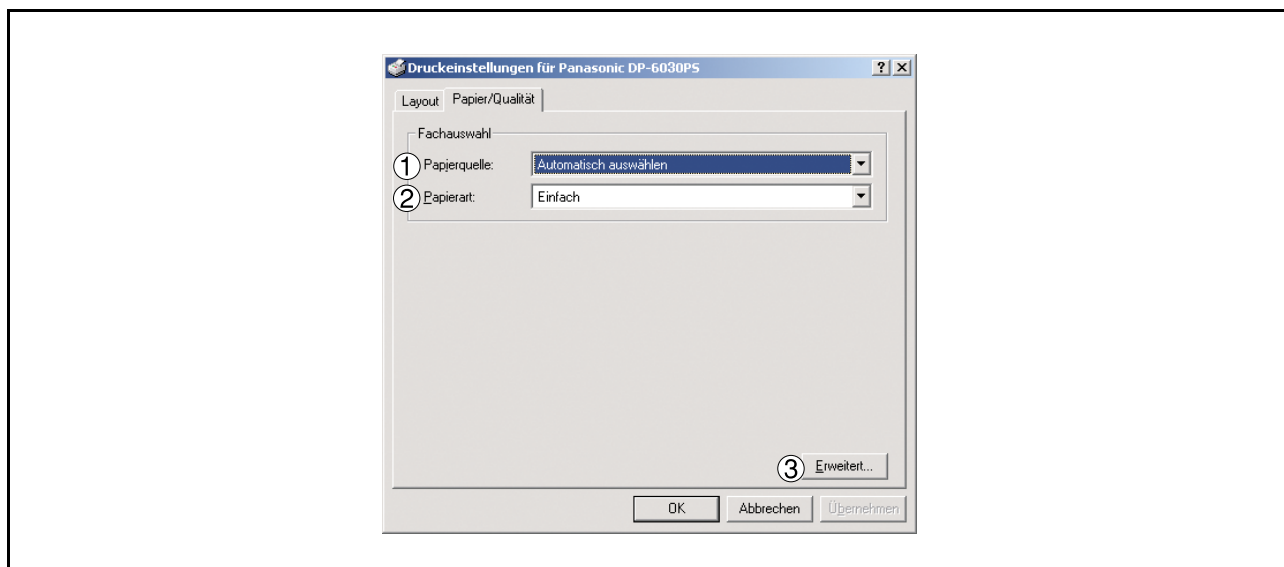 Druckeinstellungen für Panasonic DP-6030PS
Layout Papier/Qualität
Fachauswahl
① Papierquelle: Automatisch auswählen
② Papierart: Einfach
③ Erweitert...
OK Abbrechen Übernehmen